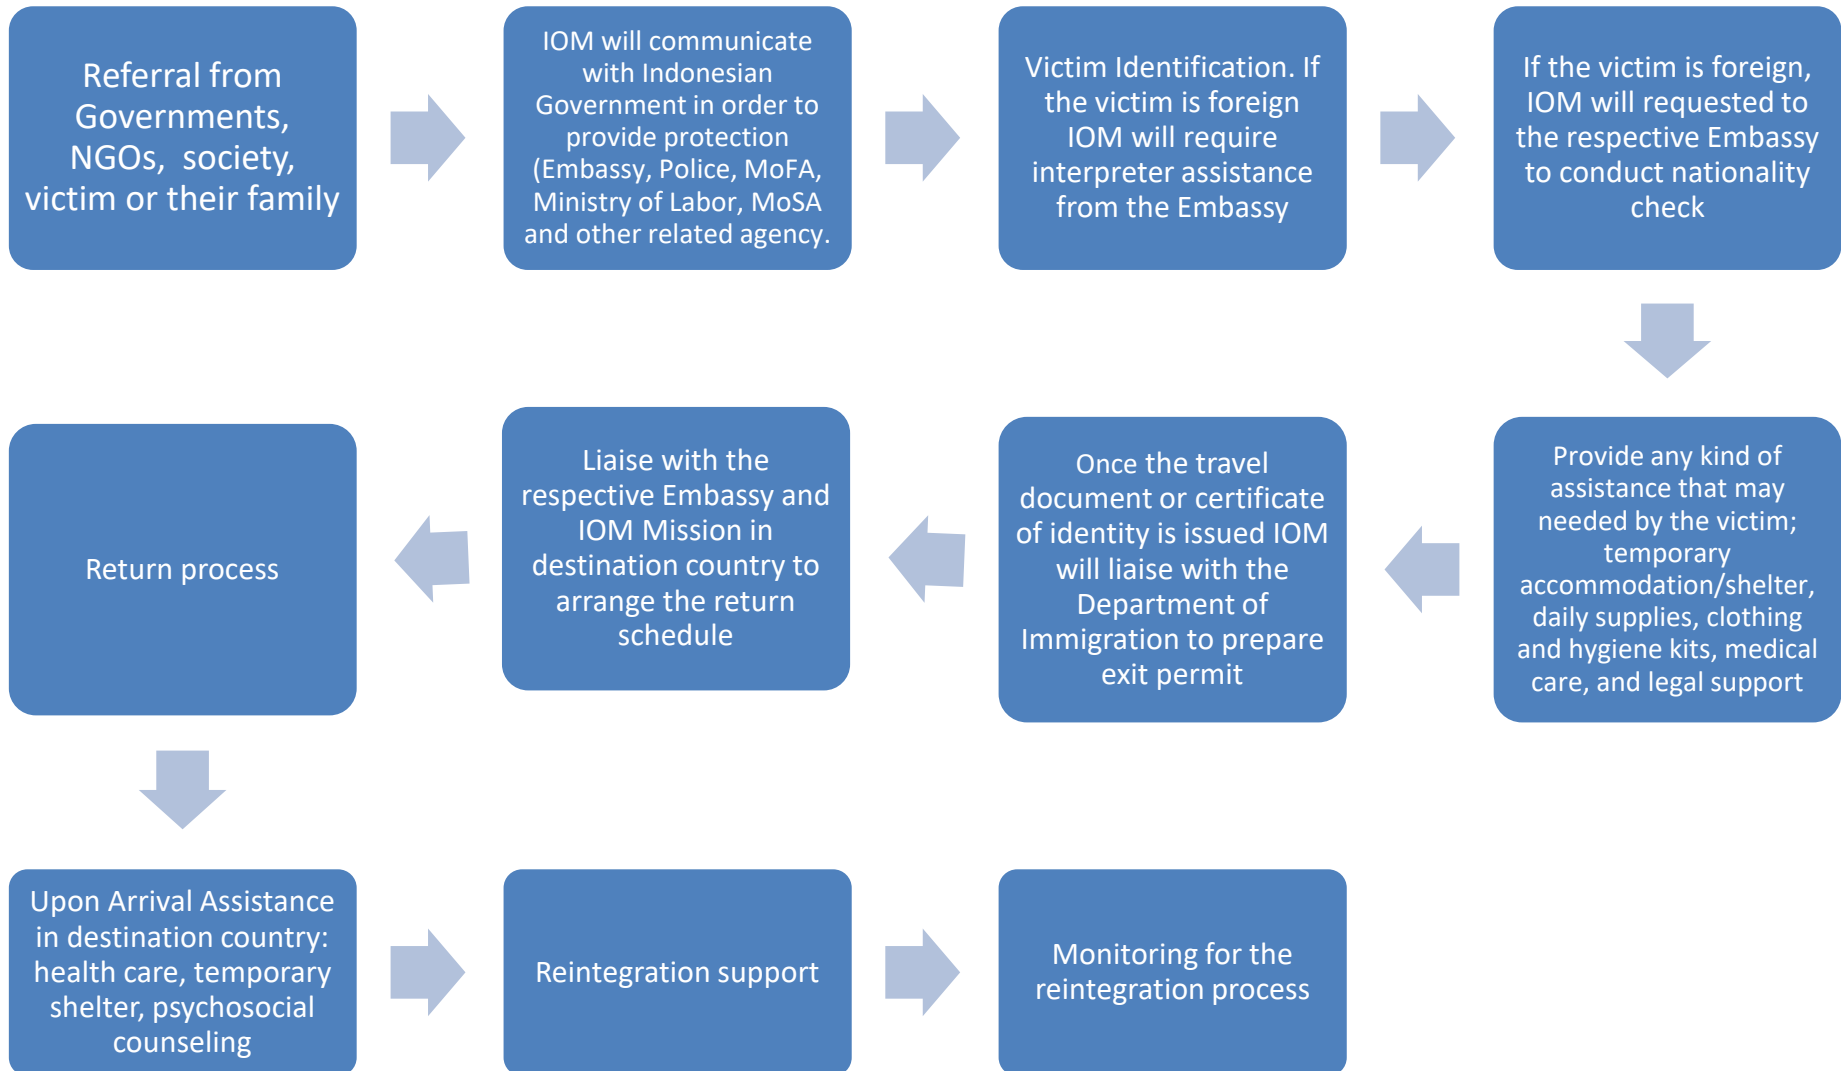 Referral from
Governments,
NGOs, society,
victim or their family
IOM will communicate
with Indonesian
Government in order to
provide protection
(Embassy, Police, MoFA,
Ministry of Labor, MoSA
and other related agency.
Victim Identification. If
the victim is foreign
IOM will require
interpreter assistance
from the Embassy
If the victim is foreign,
IOM will requested to
the respective Embassy
to conduct nationality
check
Provide any kind of
assistance that may
needed by the victim;
temporary
accommodation/shelter,
daily supplies, clothing
and hygiene kits, medical
care, and legal support
Once the travel
document or certificate
of identity is issued IOM
will liaise with the
Department of
Immigration to prepare
exit permit
Liaise with the
respective Embassy and
IOM Mission in
destination country to
arrange the return
schedule
Return process
Upon Arrival Assistance
in destination country:
health care, temporary
shelter, psychosocial
counseling
Reintegration support
Monitoring for the
reintegration process